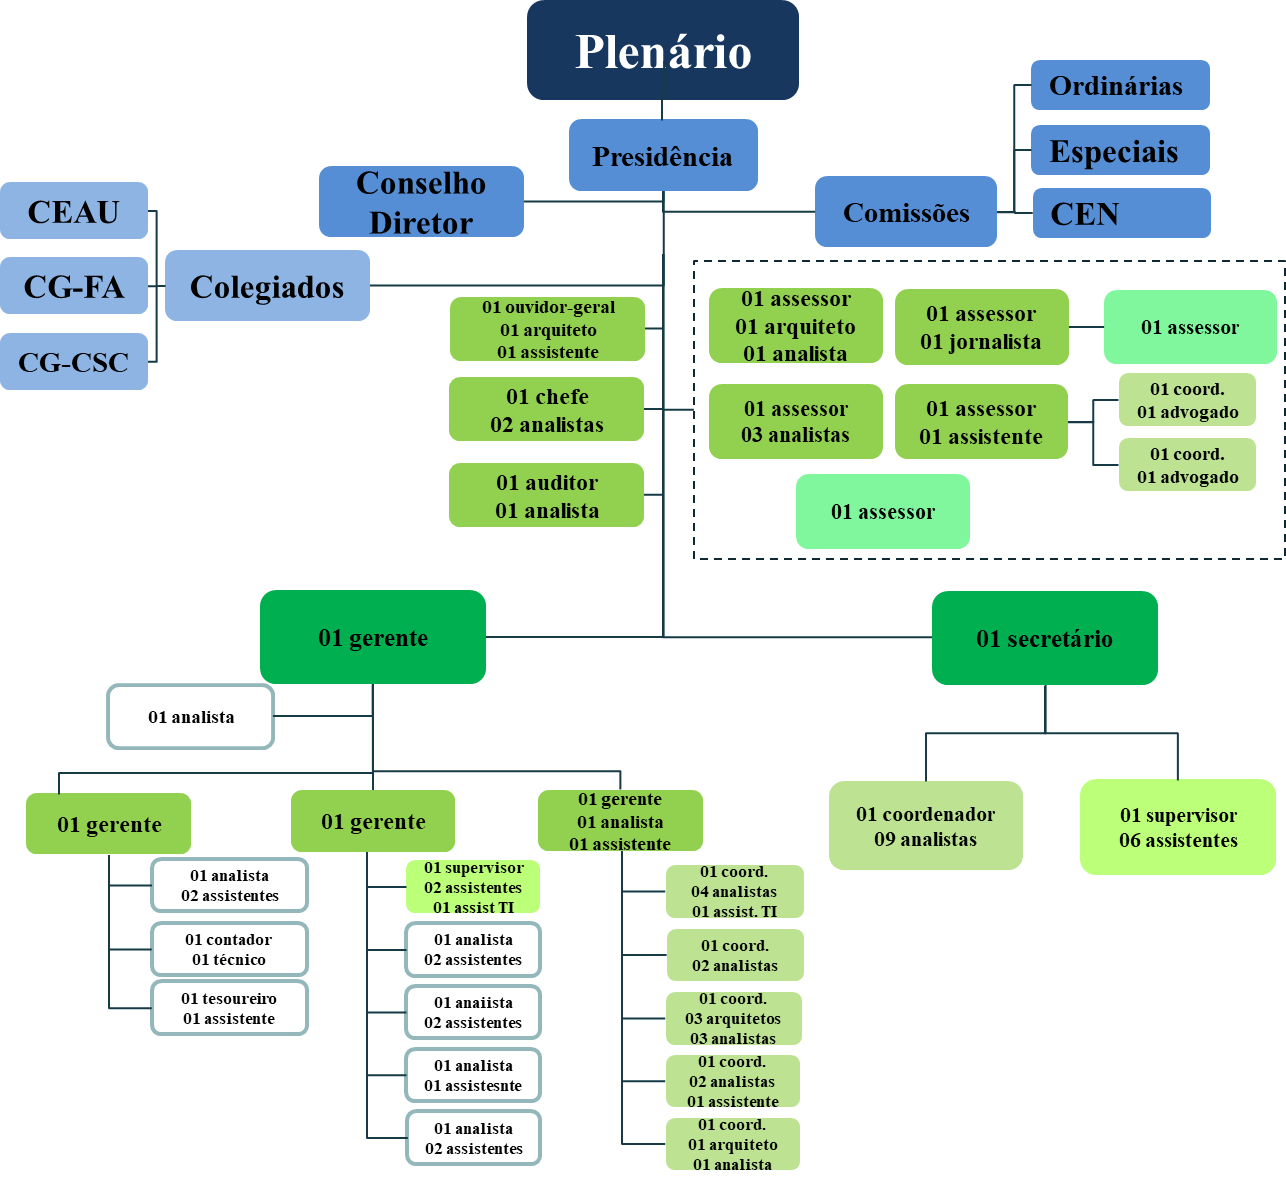 Plenário
Presidência
Ordinárias
Especiais
CEN
Comissões
Conselho
Diretor
CEAU
CG-FA
CG-CSC
Colegiados
01 ouvidor-geral
01 arquiteto
01 assistente
01 chefe
02 analistas
01 auditor
01 analista
01 assessor
01 arquiteto
01 analista
01 assessor
01 jornalista
01 assessor
01 assessor
03 analistas
01 assessor
01 assistente
01 coord.
01 advogado
01 coord.
01 advogado
01 assessor
01 gerente
01 secretário
01 analista
01 gerente
01 gerente
01 gerente
01 analista
01 assistente
01 coordenador
09 analistas
01 supervisor
06 assistentes
01 analista
02 assistentes
01 contador
01 técnico
01 tesoureiro
01 assistente
01 supervisor
02 assistentes
01 assist TI
01 analista
02 assistentes
01 anaiista
02 assistentes
01 analista
01 assistesnte
01 analista
02 assistentes
01 coord.
04 analistas
01 assist. TI
01 coord.
02 analistas
01 coord.
03 arquitetos
03 analistas
01 coord.
02 analistas
01 assistente
01 coord.
01 arquiteto
01 analista